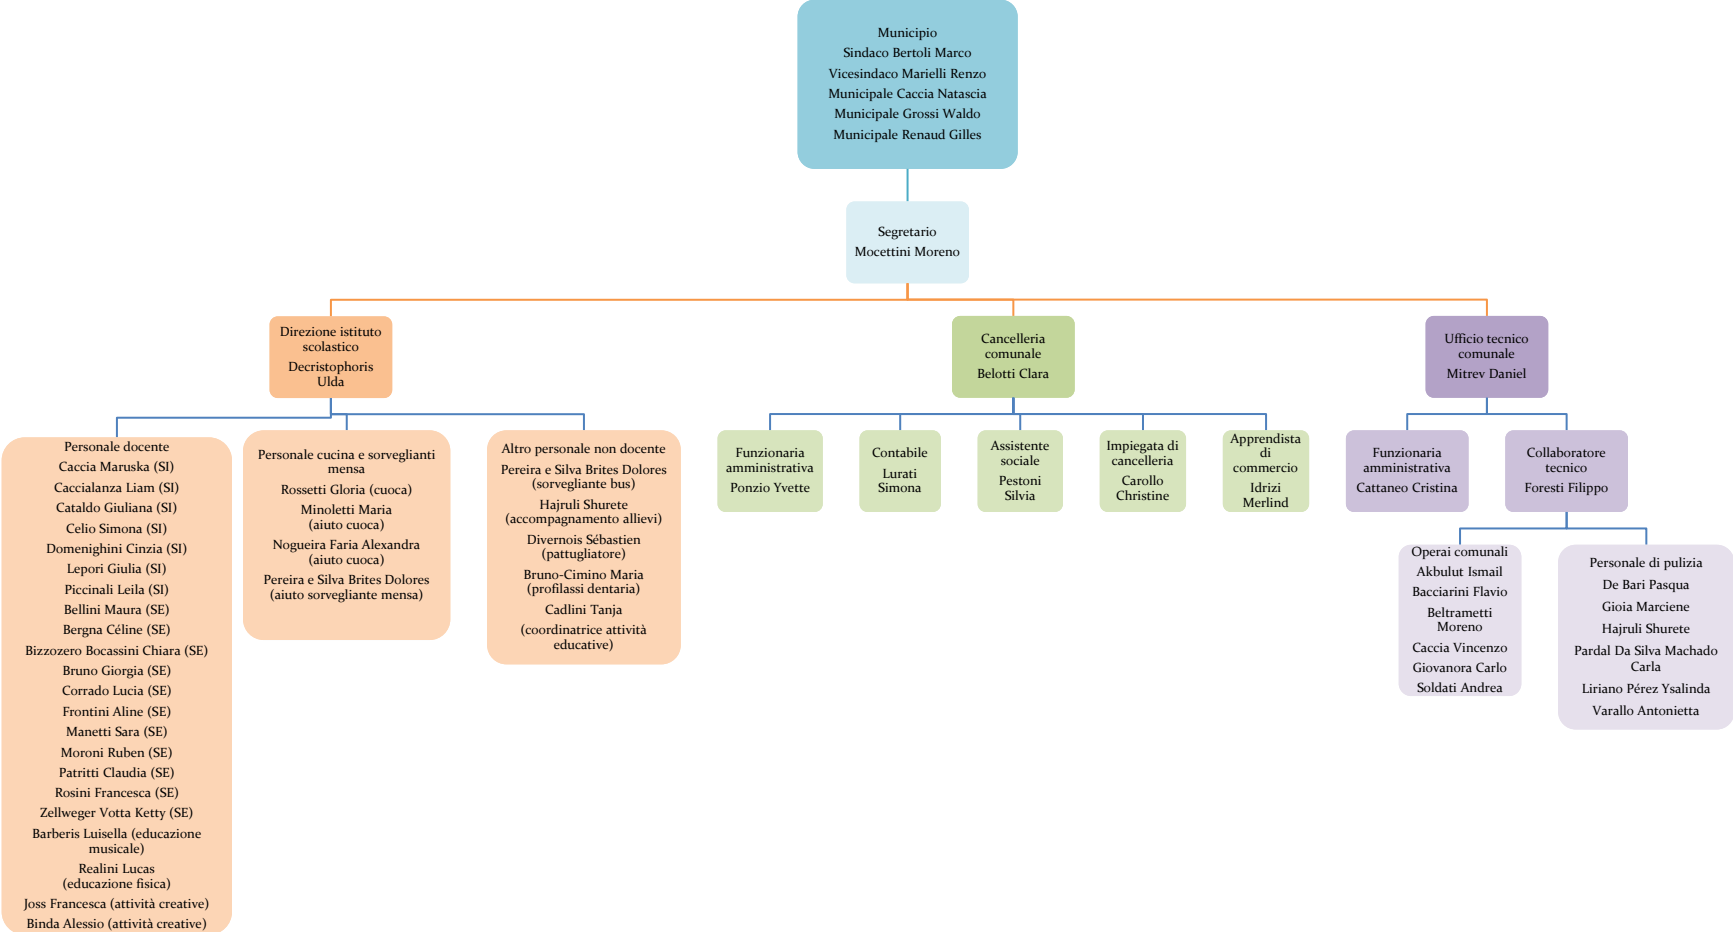 Municipio
Sindaco Bertoli Marco
Vicesindaco Marielli Renzo
Municipale Caccia Natascia
Municipale Grossi Waldo
Municipale Renaud Gilles
Segretario
Mocettini Moreno
Direzione istituto
scolastico
Decristophoris
Ulda
Cancelleria
comunale
Belotti Clara
Ufficio tecnico
comunale
Mitrev Daniel
Personale docente
Caccia Maruska (SI)
Caccialanza Liam (SI)
Cataldo Giuliana (SI)
Celio Simona (SI)
Domenighini Cinzia (SI)
Lepori Giulia (SI)
Piccinali Leila (SI)
Bellini Maura (SE)
Bergna Céline (SE)
Bizzozero Bocassini Chiara (SE)
Bruno Giorgia (SE)
Corrado Lucia (SE)
Frontini Aline (SE)
Manetti Sara (SE)
Moroni Ruben (SE)
Patritti Claudia (SE)
Rosini Francesca (SE)
Zellweger Votta Ketty (SE)
Barberis Luisella (educazione
musicale)
Realini Lucas
(educazione fisica)
Joss Francesca (attività creative)
Binda Alessio (attività creative)
Personale cucina e sorveglianti
mensa
Rossetti Gloria (cuoca)
Minoletti Maria
(aiuto cuoca)
Nogueira Faria Alexandra
(aiuto cuoca)
Pereira e Silva Brites Dolores
(aiuto sorvegliante mensa)
Altro personale non docente
Pereira e Silva Brites Dolores
(sorvegliante bus)
Hajruli Shurete
(accompagnamento allievi)
Divernois Sébastien
(pattugliatore)
Bruno-Cimino Maria
(profilassi dentaria)
Cadlini Tanja
(coordinatrice attività
educative)
Funzionaria
amministrativa
Ponzio Yvette
Contabile
Lurati
Simona
Assistente
sociale
Pestoni
Silvia
Impiegata di
cancelleria
Carollo
Christine
Apprendista
di
commercio
Idrizi
Merlind
Funzionaria
amministrativa
Cattaneo Cristina
Collaboratore
tecnico
Foresti Filippo
Operai comunali
Akbulut Ismail
Bacciarini Flavio
Beltrametti
Moreno
Caccia Vincenzo
Giovanora Carlo
Soldati Andrea
Personale di pulizia
De Bari Pasqua
Gioia Marciene
Hajruli Shurete
Pardal Da Silva Machado
Carla
Liriano Pérez Ysalinda
Varallo Antonietta